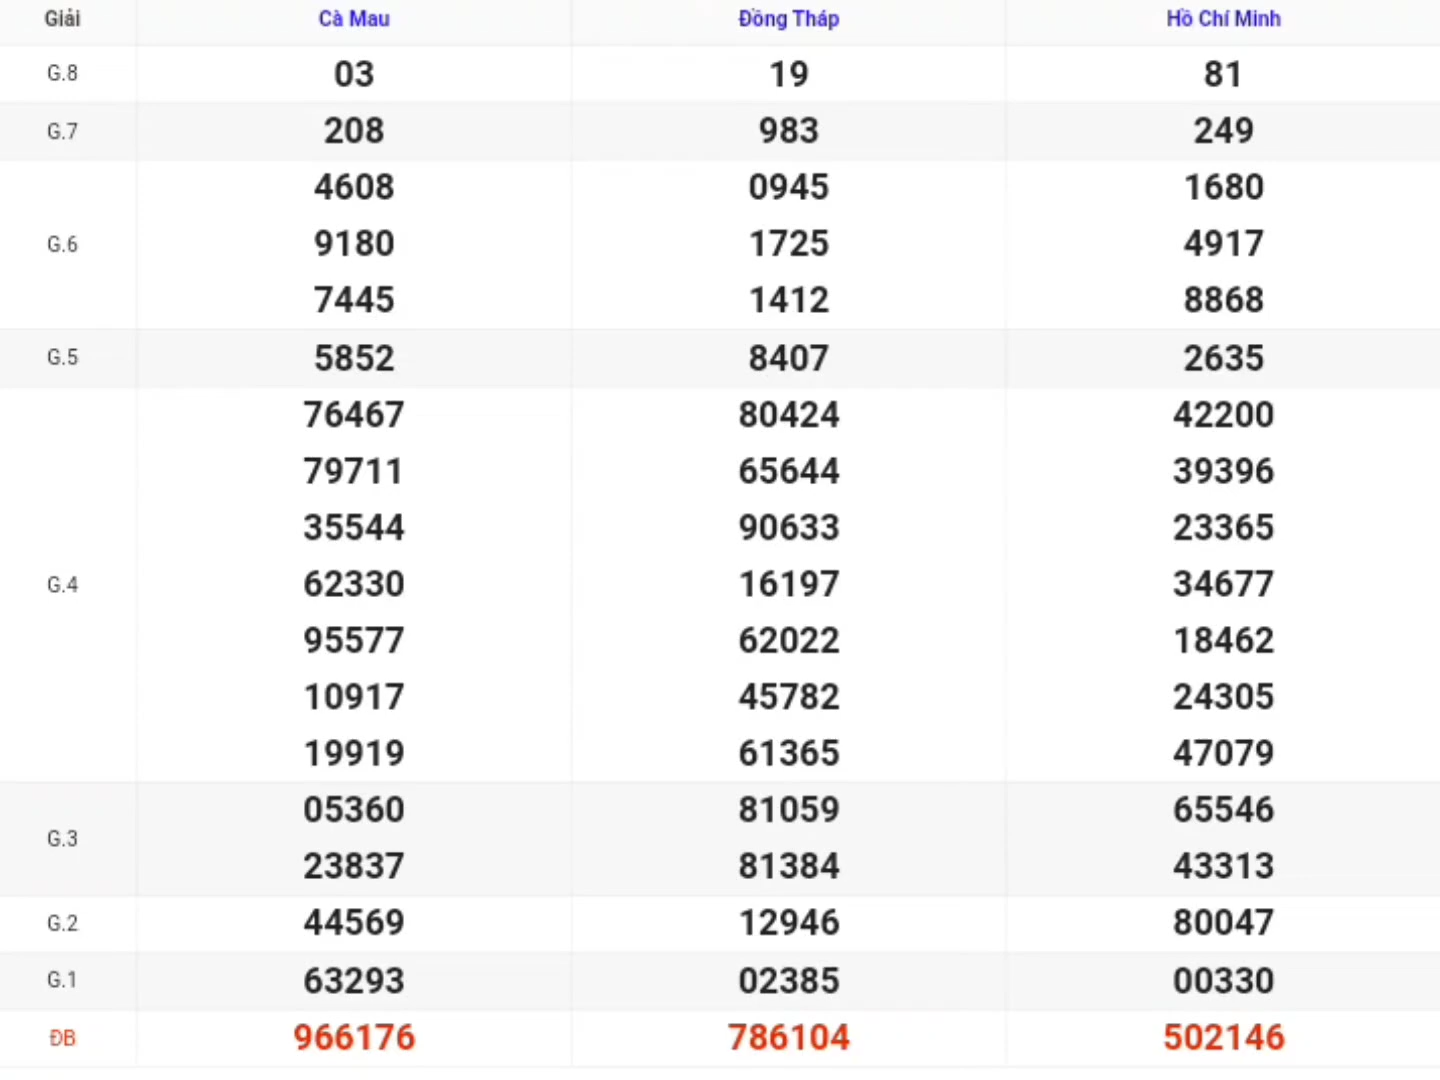 Giải Cà Mau Đồng Tháp Hồ Chí Minh
G.8 03 19 81
G.7 208 983 249
4608 0945 1680
G.6 9180 1725 4917
7445 1412 8868
G.5 5852 8407 2635
76467 80424 42200
79711 65644 39396
35544 90633 23365
G.4 62330 16197 34677
95577 62022 18462
10917 45782 24305
19919 61365 47079
05360 81059 65546
G.3
23837 81384 43313
G.2 44569 12946 80047
G.1 63293 02385 00330
ĐB 966176 786104 502146